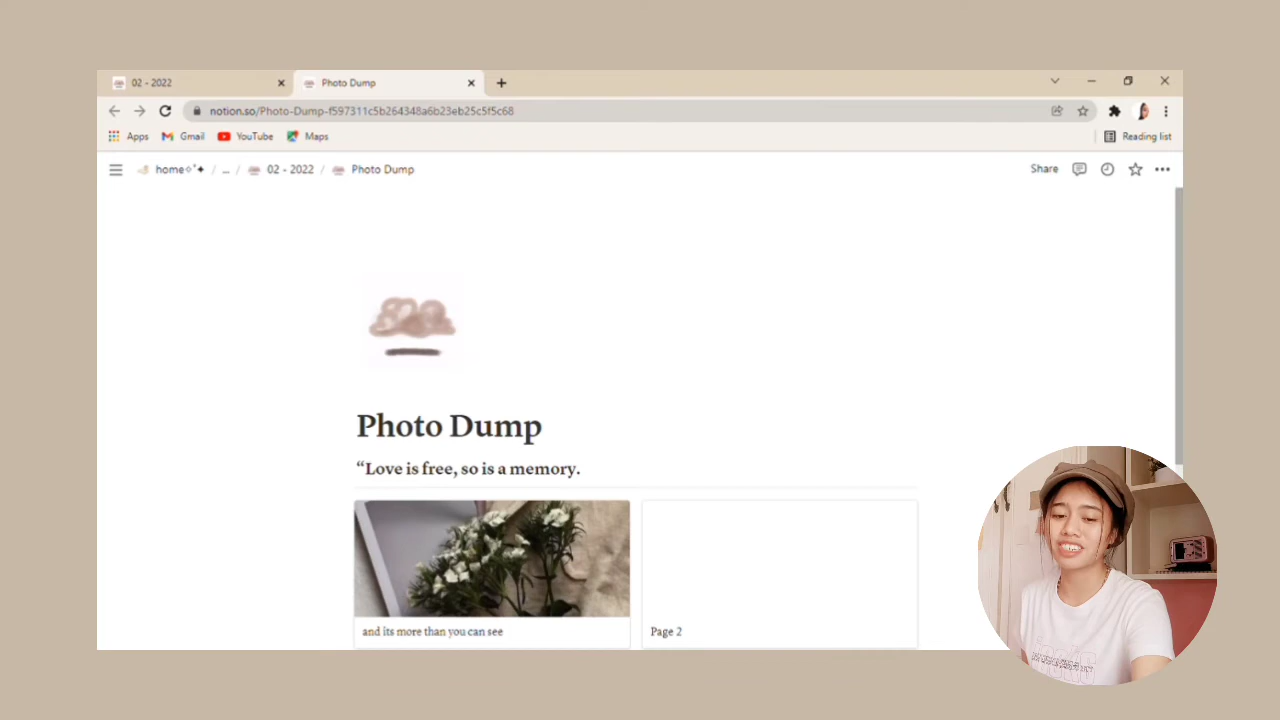 02 - 2022
Photo Dump
notion.so/Photo-Dump-f597311c5b264348a6b23eb25c5f5c68
Apps Gmail YouTube Maps Reading list
home / ... / 02 - 2022 / Photo Dump
Share
Photo Dump
“Love is free, so is a memory.
and its more than you can see
Page 2